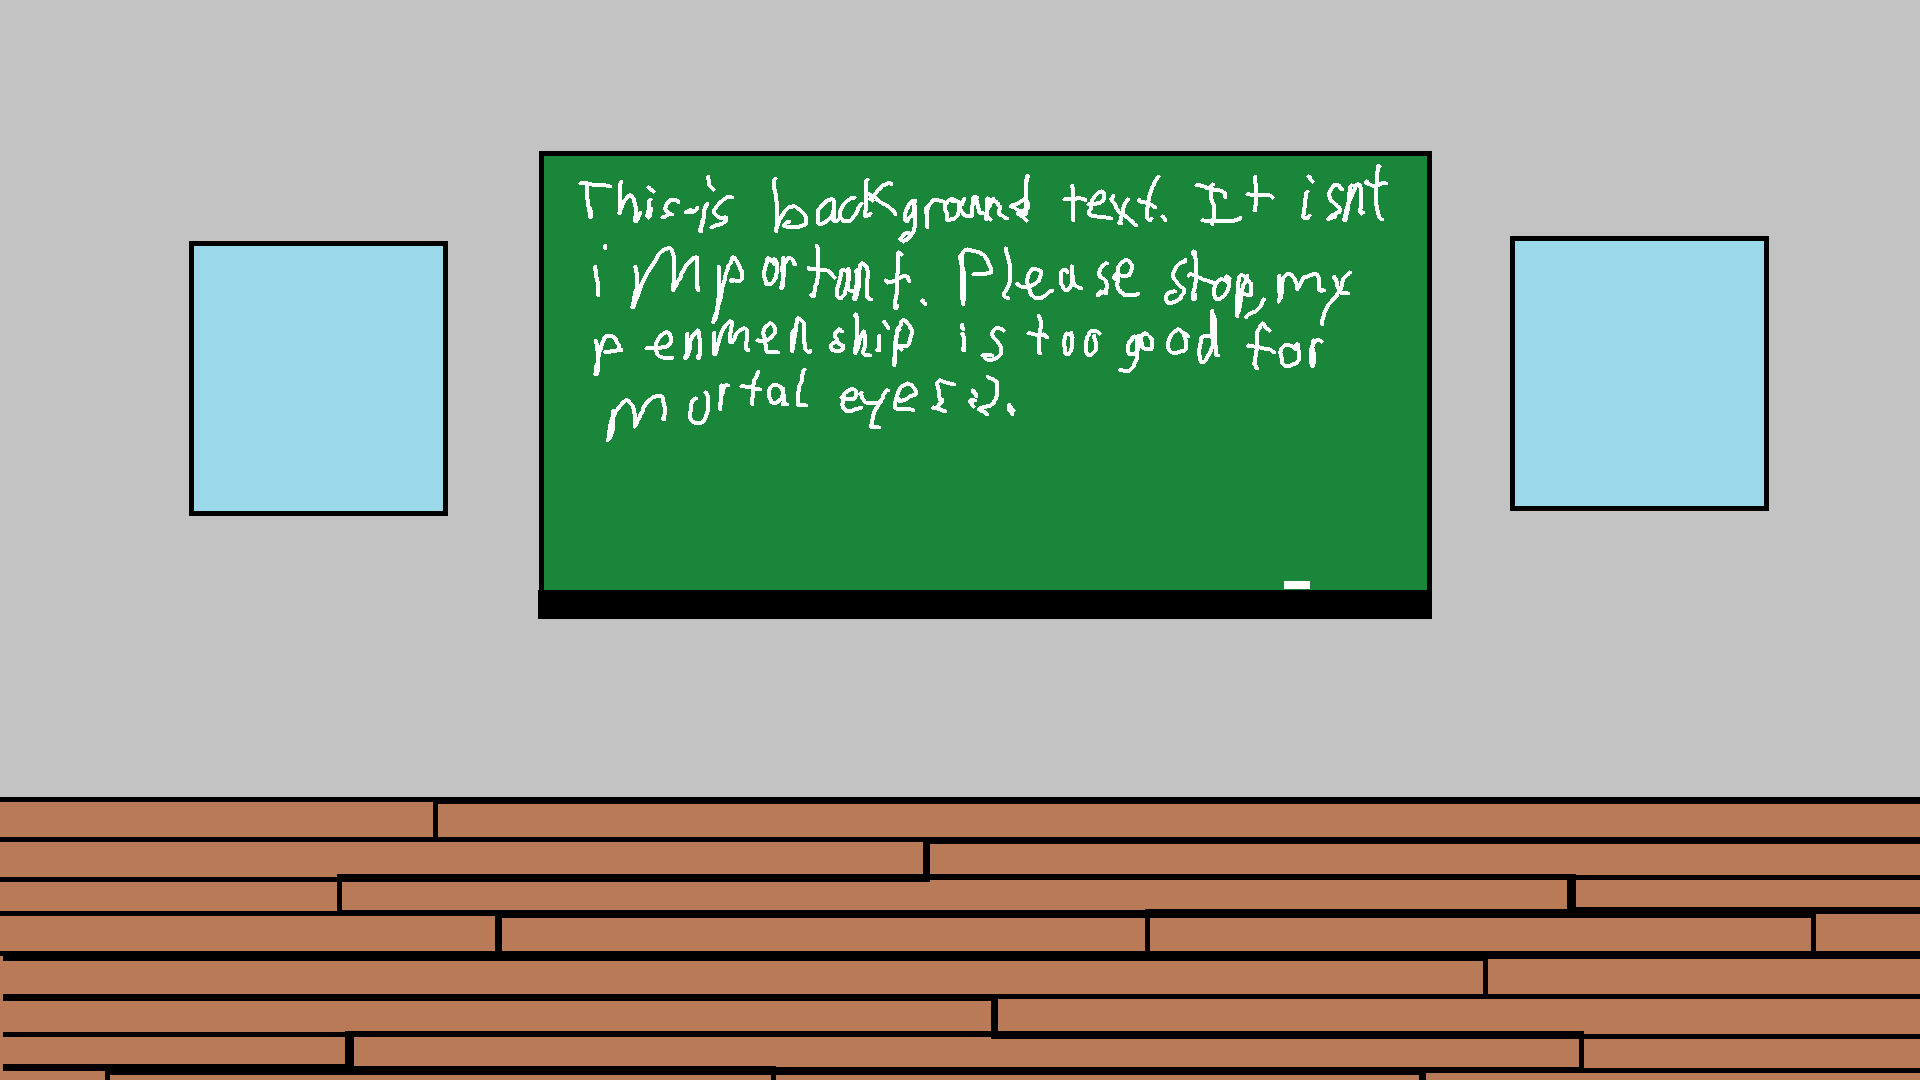 This is background text. It isnt
important. Please stop, my
penmenship is too good for
mortal eyes